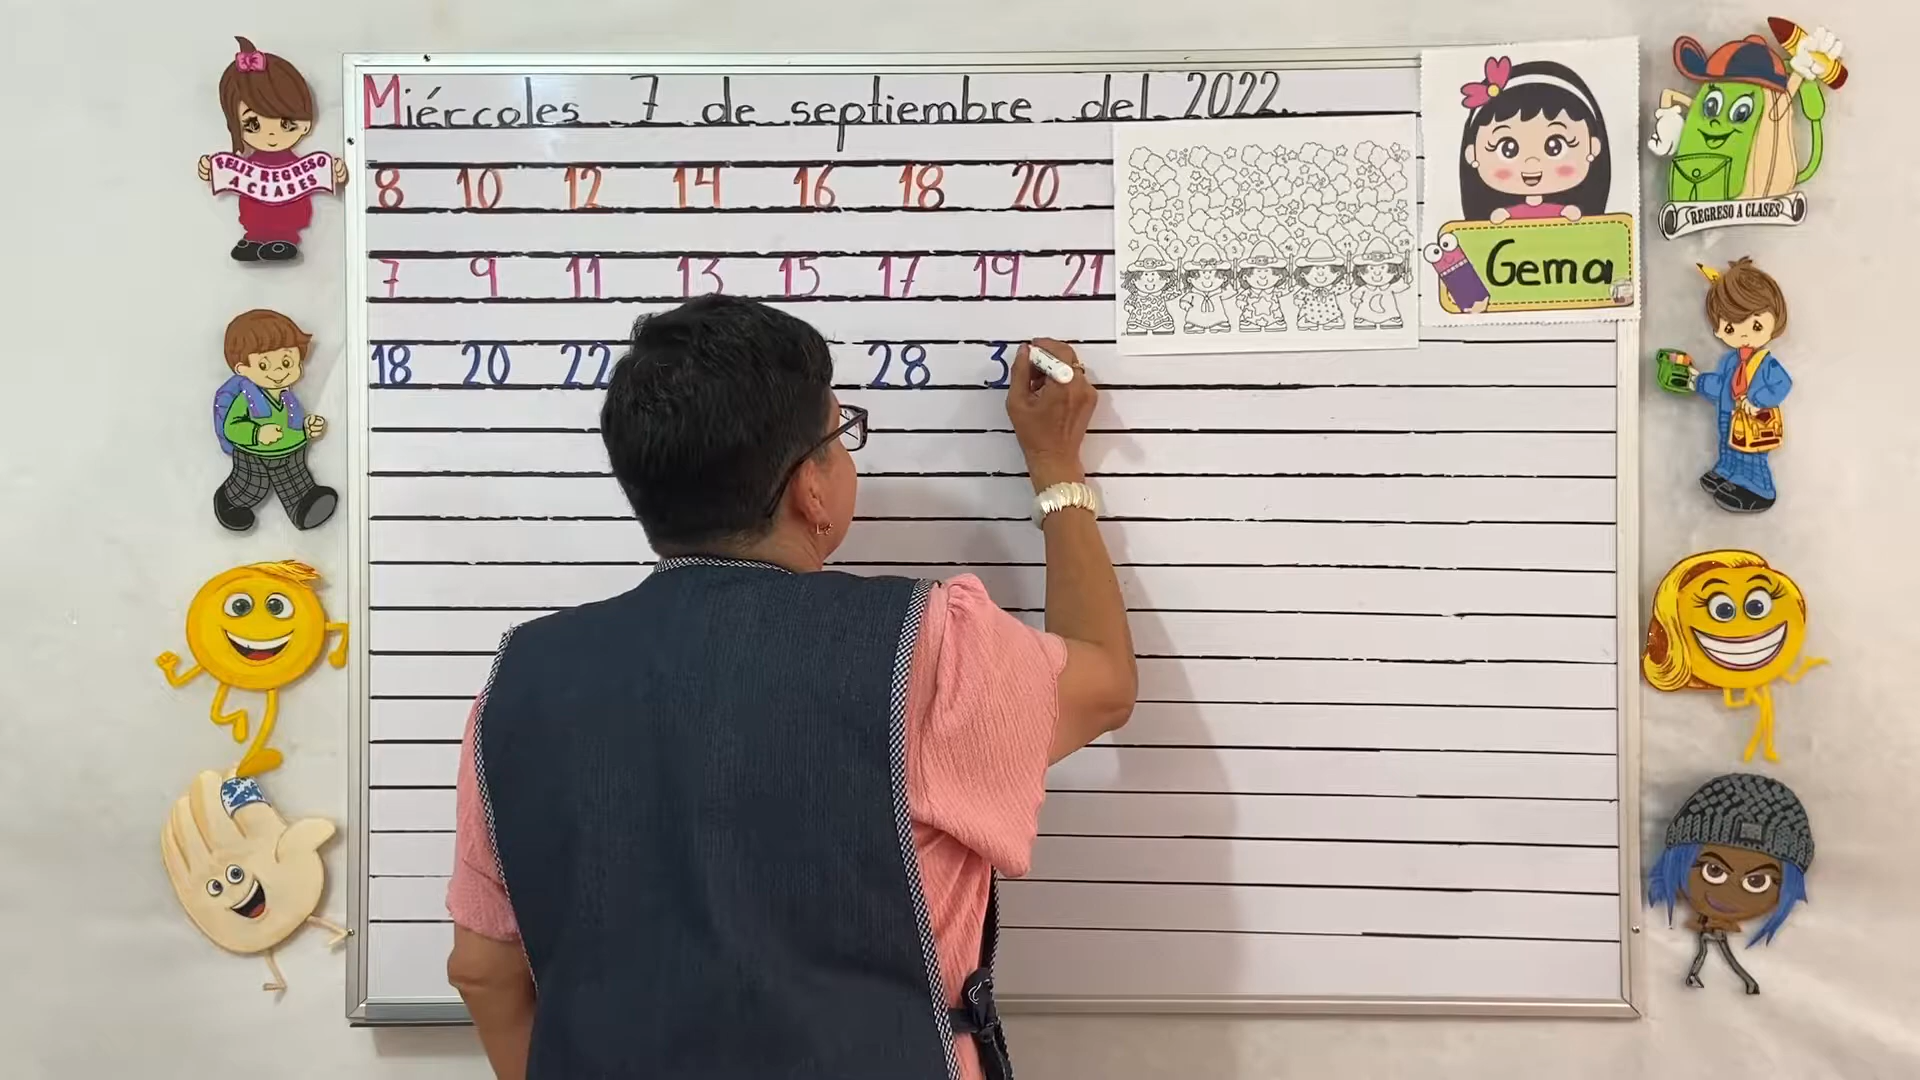 Miércoles 7 de septiembre del 2022.
8 10 12 14 16 18 20
7 9 11 13 15 17 19 21
18 20 22 28 3
FELIZ REGRESO
A CLASES
Gema
REGRESO A CLASES